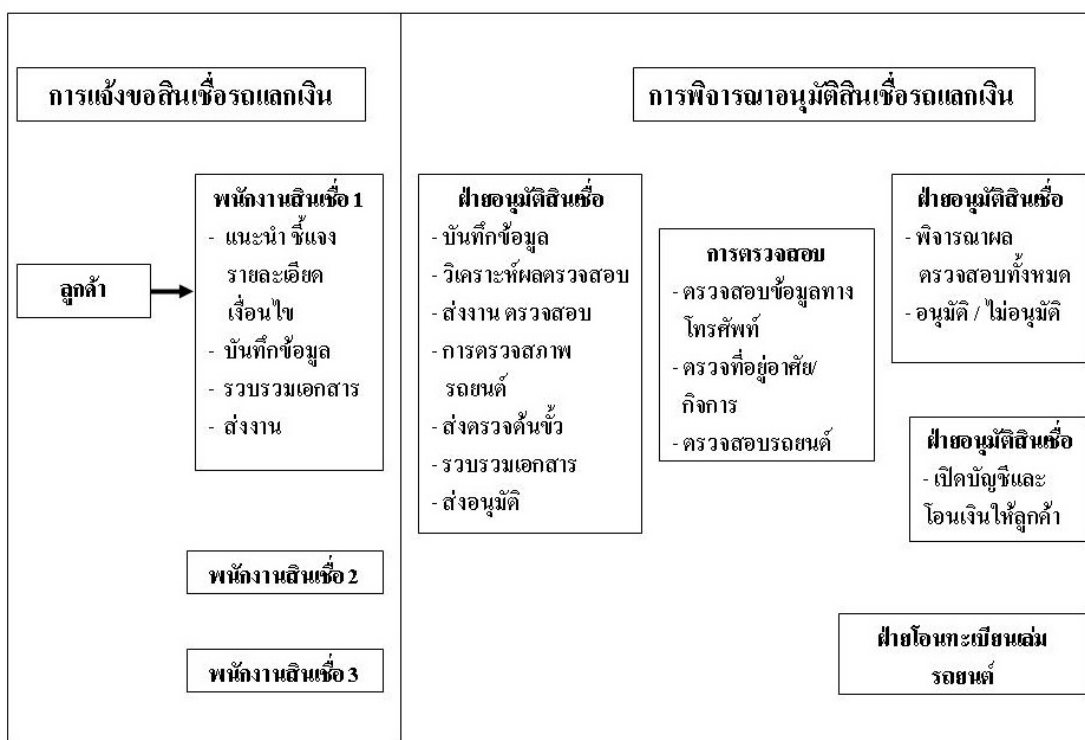 การแจ้งขอสินเชื่อรถแลกเงิน
การพิจารณาอนุมัติสินเชื่อรถแลกเงิน
ลูกค้า
พนักงานสินเชื่อ 1
- แนะนำ ชี้แจง
รายละเอียด
เงื่อนไข
- บันทึกข้อมูล
- รวบรวมเอกสาร
- ส่งงาน
พนักงานสินเชื่อ 2
พนักงานสินเชื่อ 3
ฝ่ายอนุมัติสินเชื่อ
- บันทึกข้อมูล
- วิเคราะห์ผลตรวจสอบ
- ส่งงาน ตรวจสอบ
- การตรวจสภาพ
รถยนต์
- ส่งตรวจต้นขั้ว
- รวบรวมเอกสาร
- ส่งอนุมัติ
การตรวจสอบ
- ตรวจสอบข้อมูลทาง
โทรศัพท์
- ตรวจที่อยู่อาศัย/
กิจการ
- ตรวจสอบรถยนต์
ฝ่ายอนุมัติสินเชื่อ
- พิจารณาผล
ตรวจสอบทั้งหมด
- อนุมัติ / ไม่อนุมัติ
ฝ่ายอนุมัติสินเชื่อ
- เปิดบัญชีและ
โอนเงินให้ลูกค้า
ฝ่ายโอนทะเบียนเล่ม
รถยนต์